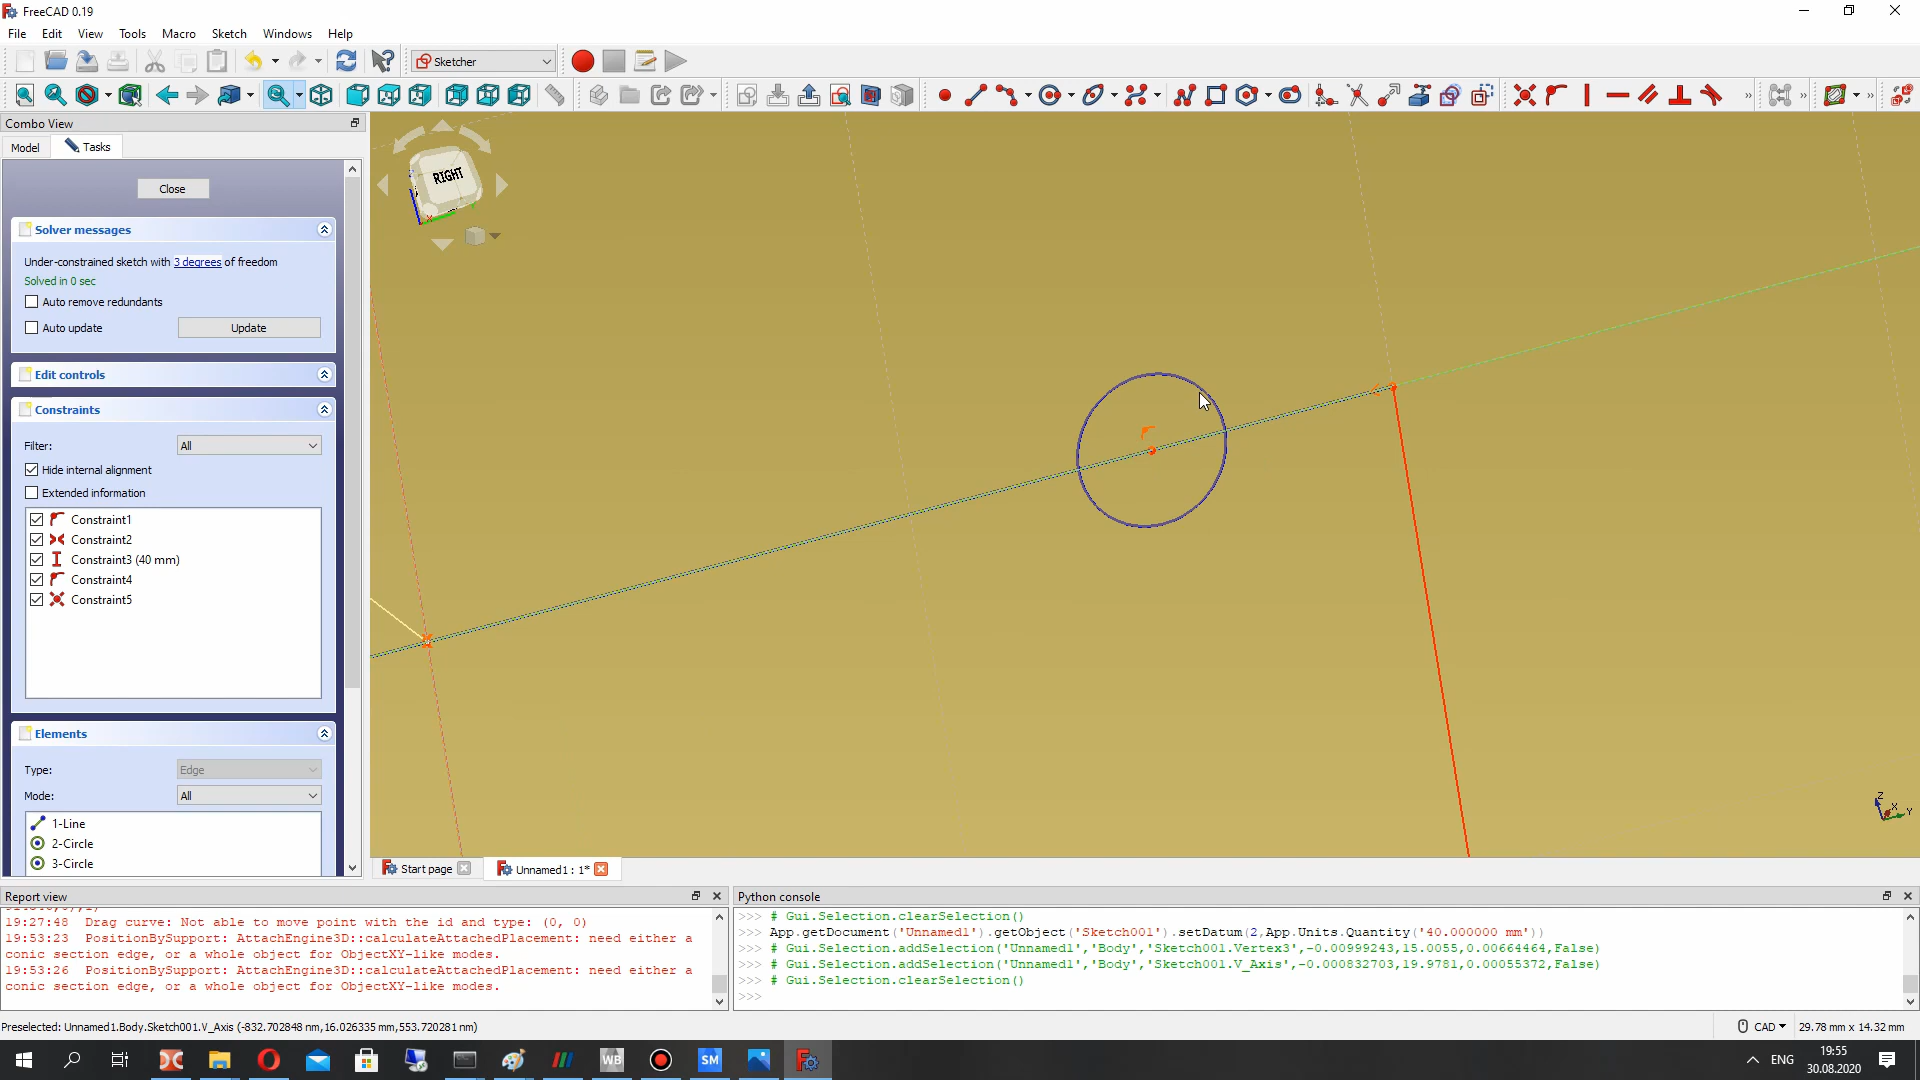 FreeCAD 0.19
File Edit View Tools Macro Sketch Windows Help
Sketcher
Combo View
Model Tasks
RIGHT
Close
Solver messages
Under-constrained sketch with 3 degrees of freedom
Solved in 0 sec
Auto remove redundants
Auto update Update
Edit controls
Constraints
Filter: All
Hide internal alignment
Extended information
Constraint1
Constraint2
Constraint3 (40 mm)
Constraint4
Constraint5
Elements
Type: Edge
Mode: All
1-Line
2-Circle
3-Circle
Z
X
Y
Start page Unnamed1 : 1*
Report view
19:27:48 Drag curve: Not able to move point with the id and type: (0, 0)
19:53:23 PositionBySupport: AttachEngine3D::calculateAttachedPlacement: need either a
conic section edge, or a whole object for ObjectXY-like modes.
19:53:26 PositionBySupport: AttachEngine3D::calculateAttachedPlacement: need either a
conic section edge, or a whole object for ObjectXY-like modes.
Python console
>>> # Gui.Selection.clearSelection()
>>> App.getDocument('Unnamed1').getObject('Sketch001').setDatum(2,App.Units.Quantity('40.000000 mm'))
>>> # Gui.Selection.addSelection('Unnamed1','Body','Sketch001.Vertex3',-0.00999243,15.0055,0.00664464,False)
>>> # Gui.Selection.addSelection('Unnamed1','Body','Sketch001.V_Axis',-0.000832703,19.9781,0.00055372,False)
>>> # Gui.Selection.clearSelection()
>>>
Preselected: Unnamed1.Body.Sketch001.V_Axis (-832.702848 nm,16.026335 mm,553.720281 nm)
CAD 29.78 mm x 14.32 mm
WB SM ENG 19:55
30.08.2020